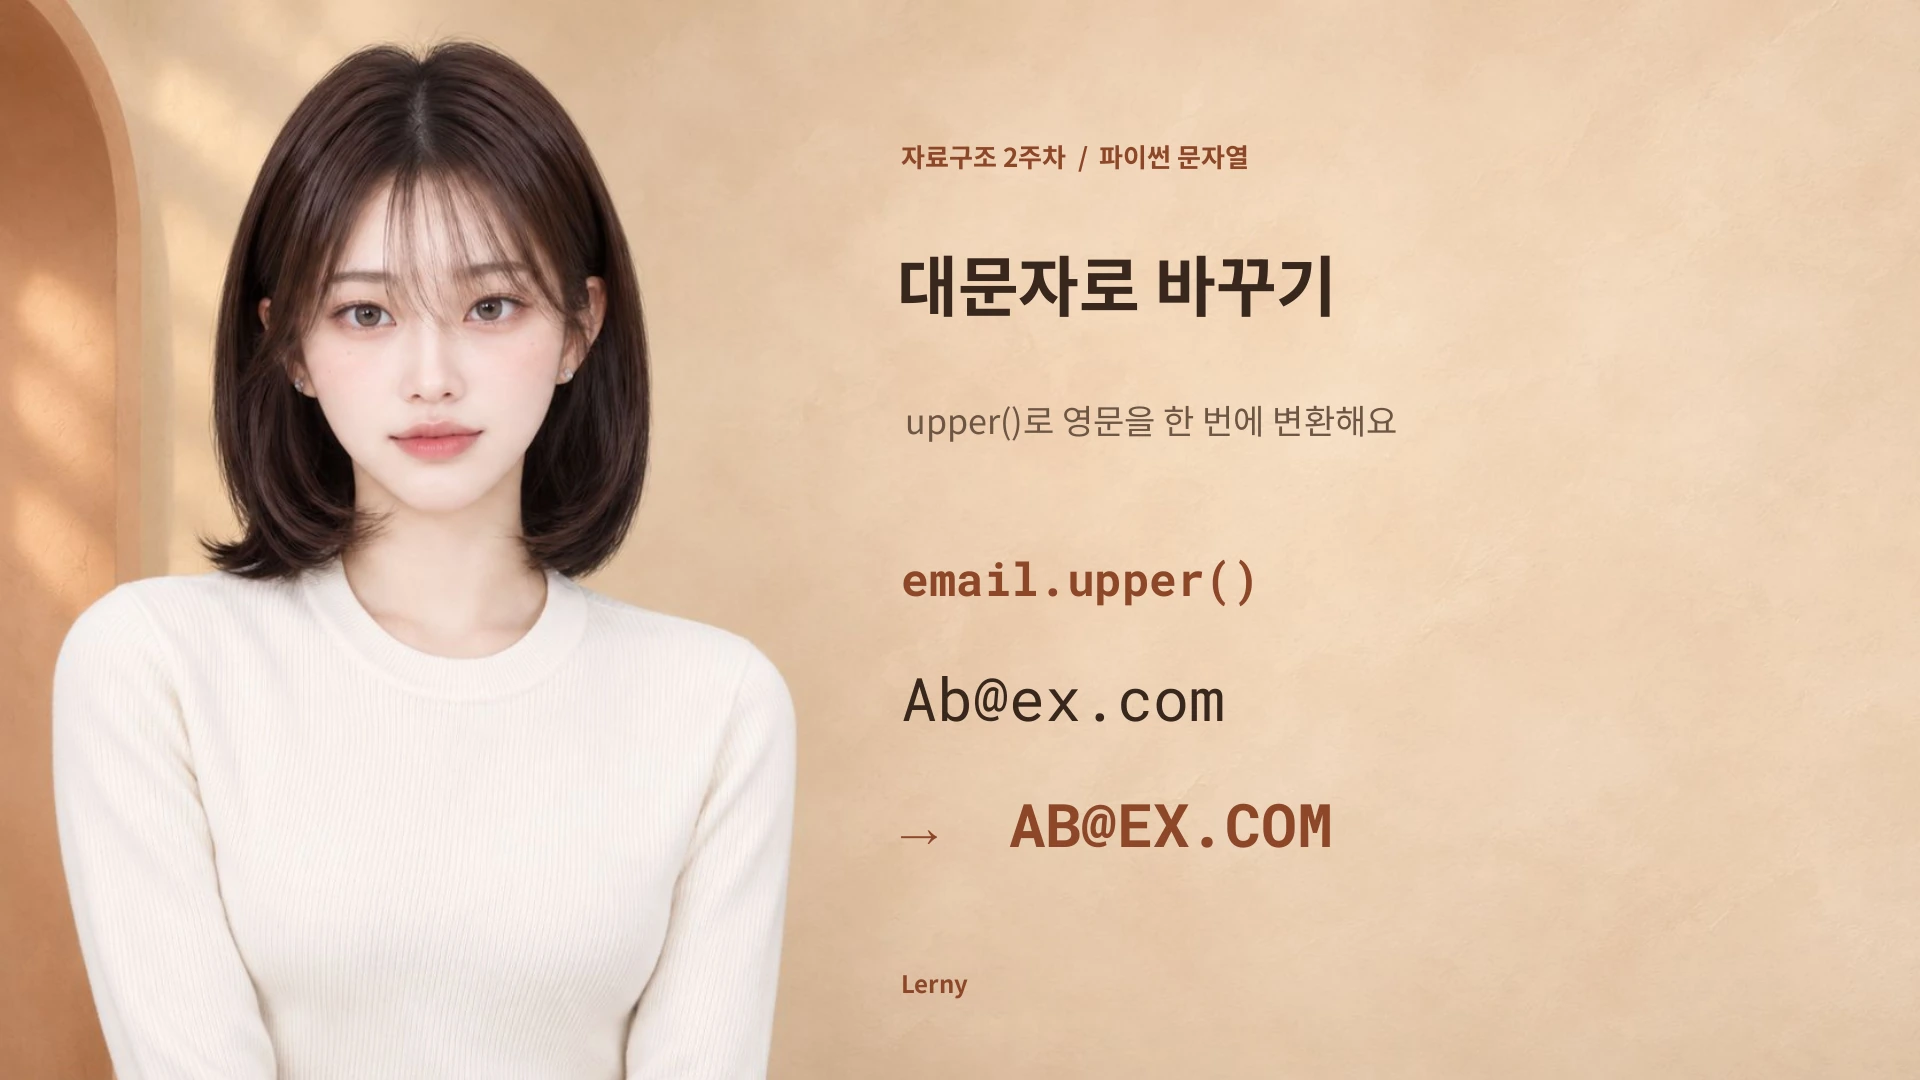 자료구조 2주차 / 파이썬 문자열
대문자로 바꾸기
upper()로 영문을 한 번에 변환해요
email.upper()
Ab@ex.com
→ AB@EX.COM
Lerny